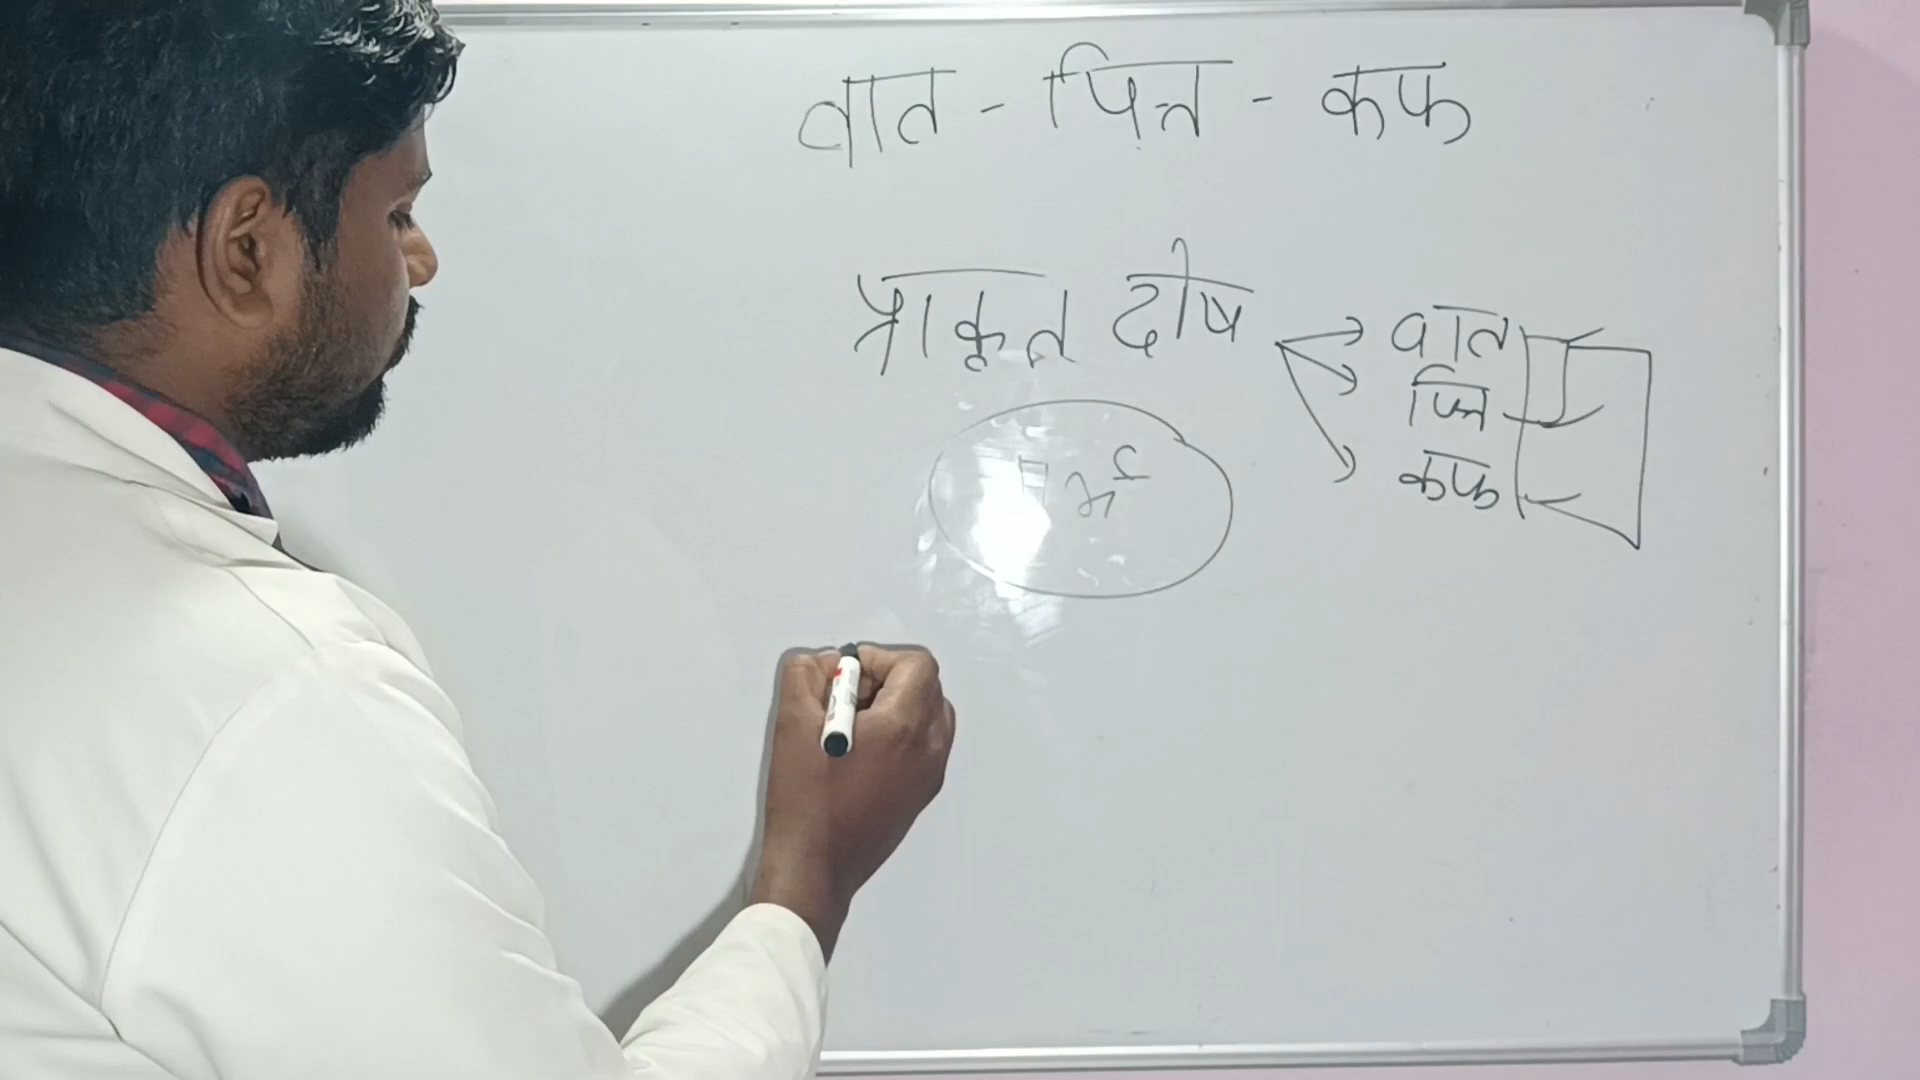 वात - पित्त - कफ
प्राकृत दोष
वात
पित्त
कफ